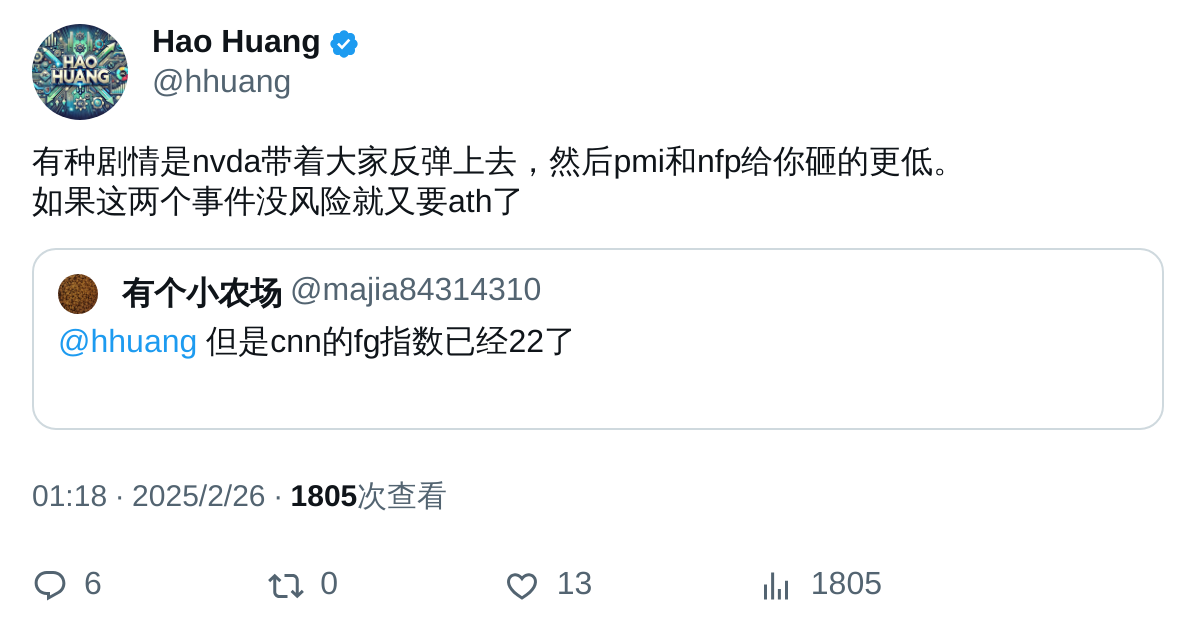 HAO
HUANG
Hao Huang
@hhuang
有种剧情是nvda带着大家反弹上去，然后pmi和nfp给你砸的更低。
如果这两个事件没风险就又要ath了
有个小农场 @majia84314310
@hhuang 但是cnn的fg指数已经22了
01:18 · 2025/2/26 · 1805次查看
6 0 13 1805